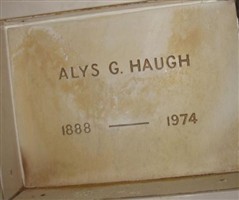 ALYS G. HAUGH
1888 — 1974